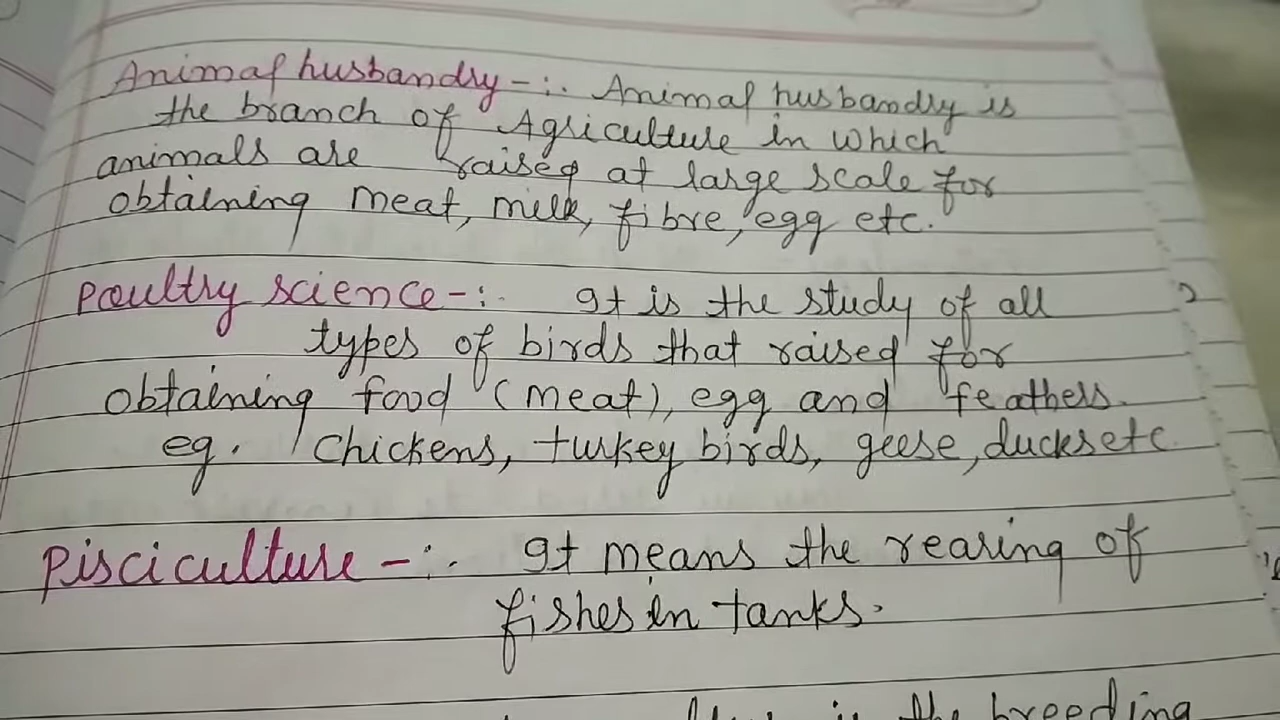 Animal husbandry -:. Animal husbandry is
the branch of Agriculture in which
animals are raised at large scale for
obtaining meat, milk, fibre, egg etc.
Poultry science -:. It is the study of all
types of birds that raised for
obtaining food (meat), egg and feathers.
eg. Chickens, turkey birds, geese, ducks etc
Pisciculture -:. It means the rearing of
fishes in tanks.
is the breeding